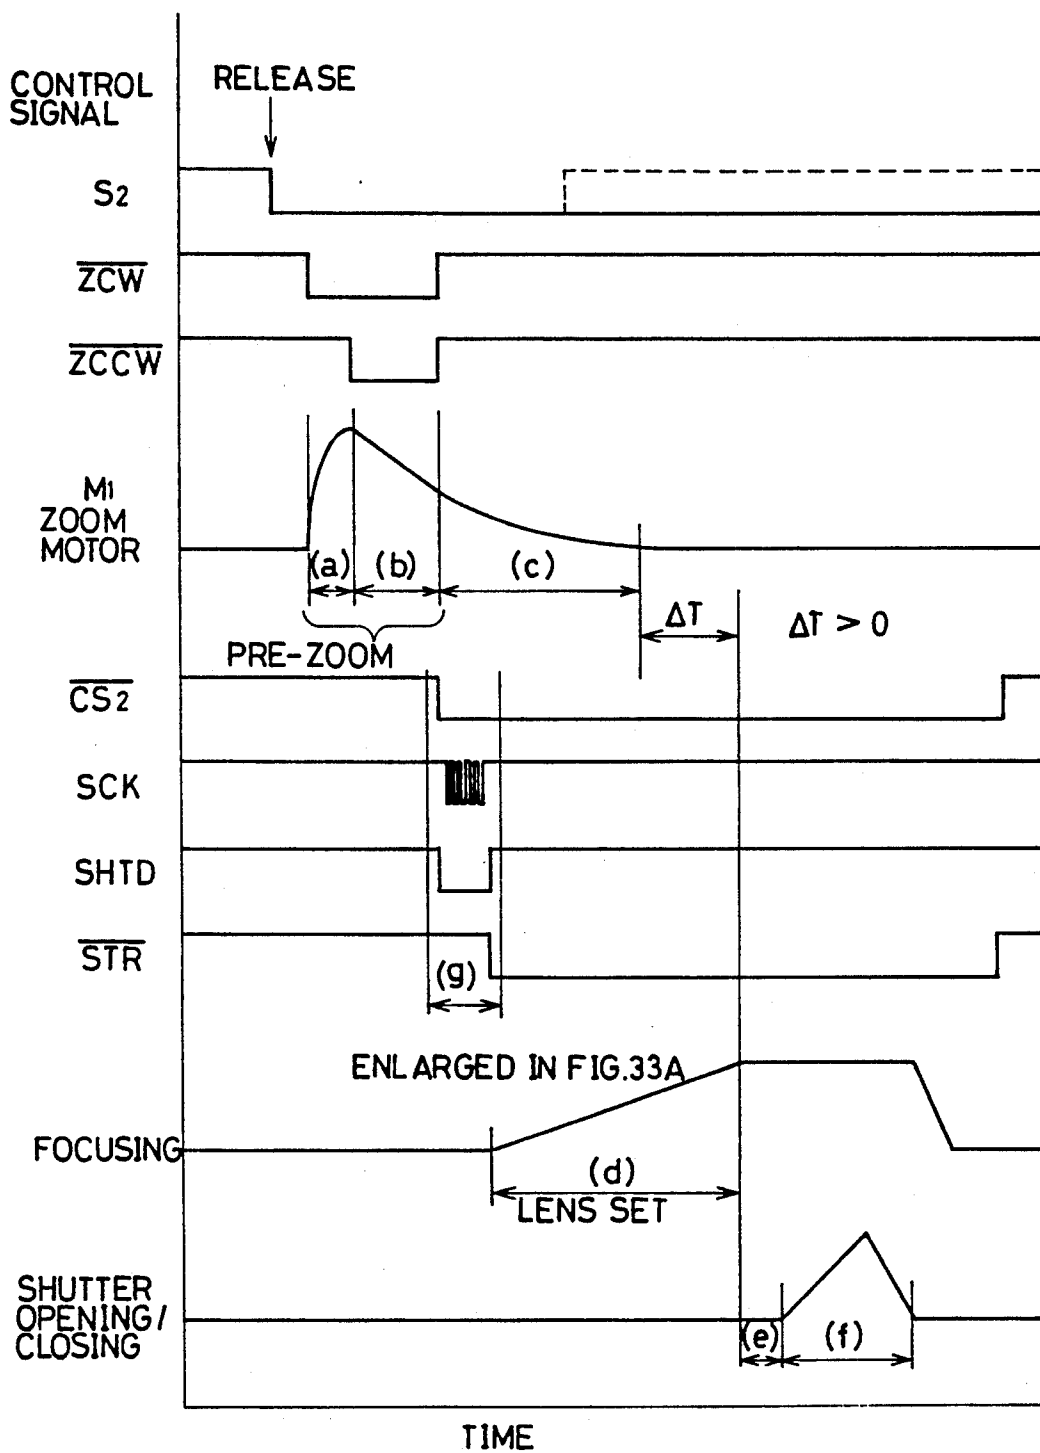 CONTROL
SIGNAL
RELEASE
S2
ZCW
ZCCW
M1
ZOOM
MOTOR
(a) (b) (c)
ΔT ΔT > 0
PRE-ZOOM
CS2
SCK
SHTD
STR
(g)
ENLARGED IN FIG.33A
FOCUSING
(d)
LENS SET
SHUTTER
OPENING/
CLOSING
(e) (f)
TIME